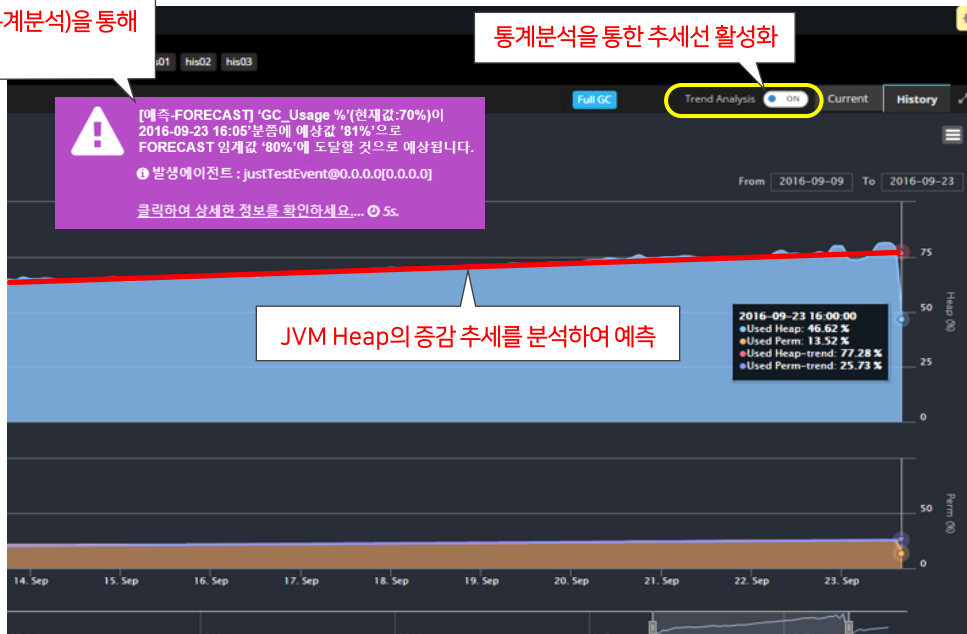 계분석)을 통해
통계분석을 통한 추세선 활성화
his02
his03
Full GC
Trend Analysis
ON
Current
History
[예측-FORECAST] ‘GC_Usage %’(현재값:70%)이
2016-09-23 16:05’분쯤에 예상값 ’81%’으로
FORECAST 임계값 ‘80%’에 도달할 것으로 예상됩니다.
발생에이전트 : justTestEvent@0.0.0.0[0.0.0.0]
클릭하여 상세한 정보를 확인하세요.... 5s.
From 2016-09-09 To 2016-09-23
75
50
25
0
Heap (%)
JVM Heap의 증감 추세를 분석하여 예측
2016-09-23 16:00:00
Used Heap: 46.62 %
Used Perm: 13.52 %
Used Heap-trend: 77.28 %
Used Perm-trend: 25.73 %
50
0
Perm (%)
14. Sep
15. Sep
16. Sep
17. Sep
18. Sep
19. Sep
20. Sep
21. Sep
22. Sep
23. Sep